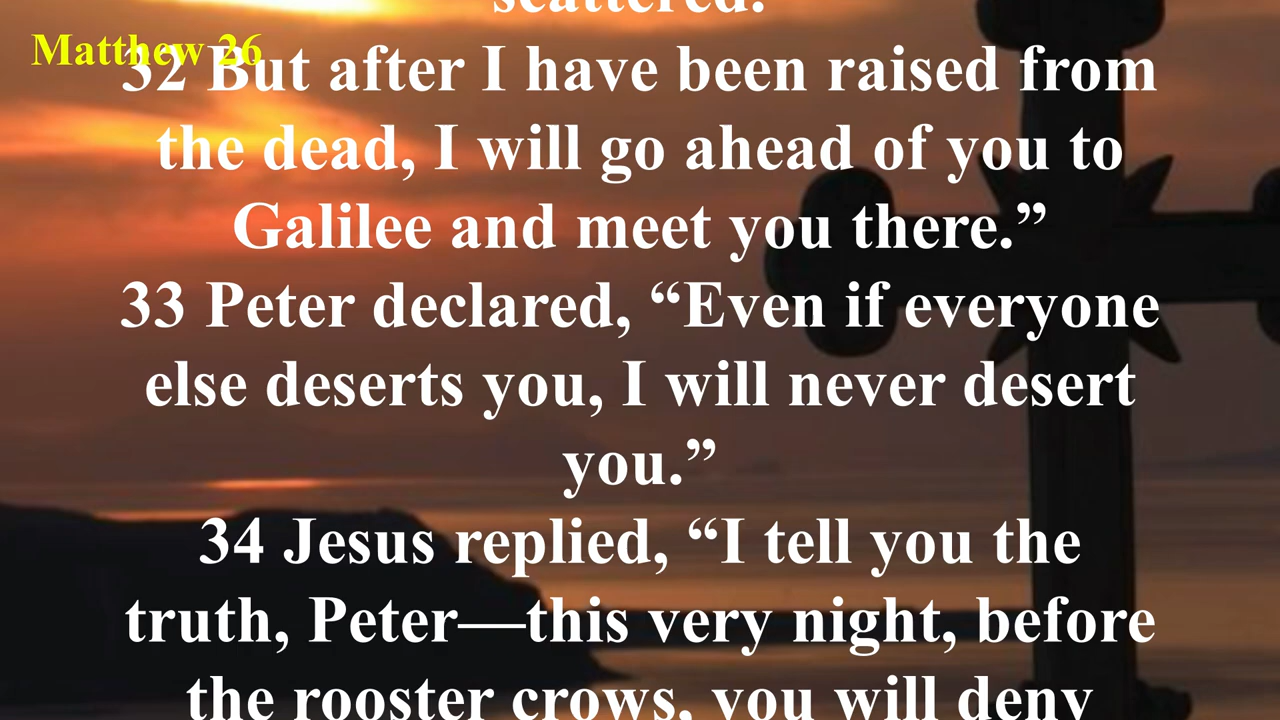 scattered.'
Matthew 26
32 But after I have been raised from
the dead, I will go ahead of you to
Galilee and meet you there.”
33 Peter declared, “Even if everyone
else deserts you, I will never desert
you.”
34 Jesus replied, “I tell you the
truth, Peter—this very night, before
the rooster crows, you will deny